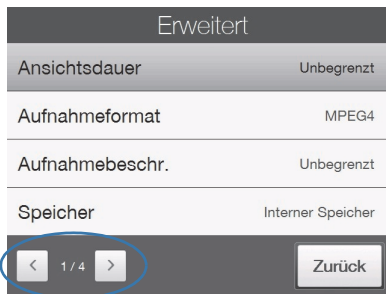 Erweitert
Ansichtsdauer Unbegrenzt
Aufnahmeformat MPEG4
Aufnahmebeschr. Unbegrenzt
Speicher Interner Speicher
< 1 / 4 > Zurück